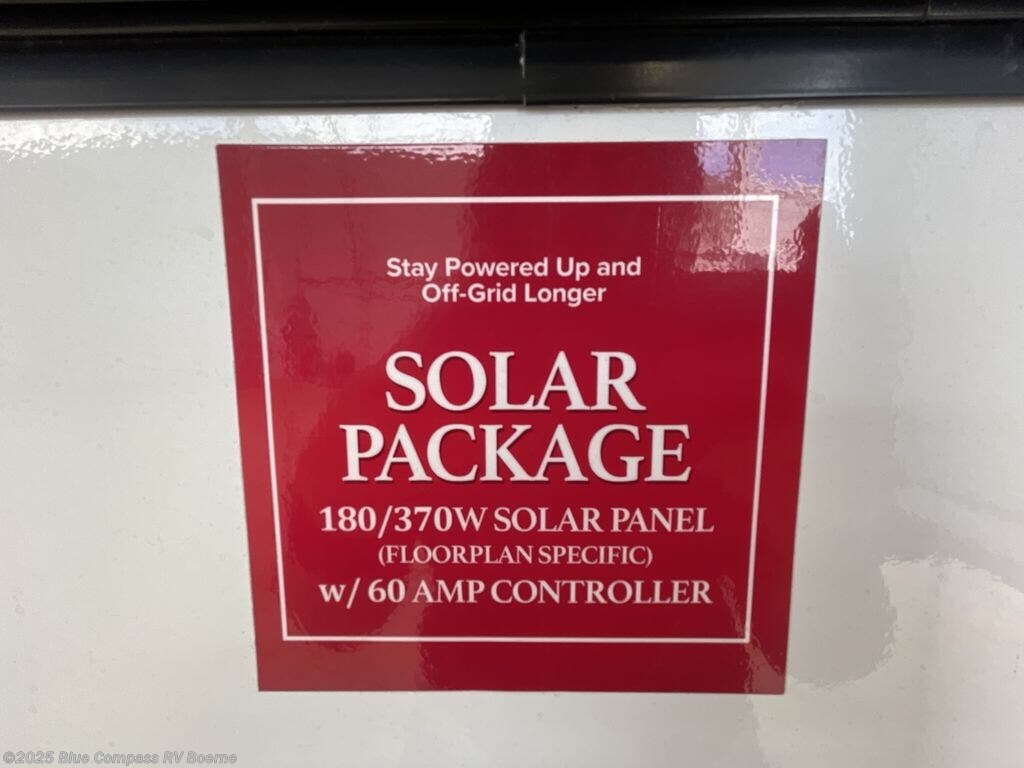 Stay Powered Up and
Off-Grid Longer
SOLAR
PACKAGE
180/370W SOLAR PANEL
(FLOORPLAN SPECIFIC)
w/ 60 AMP CONTROLLER
©2025 Blue Compass RV Boerne